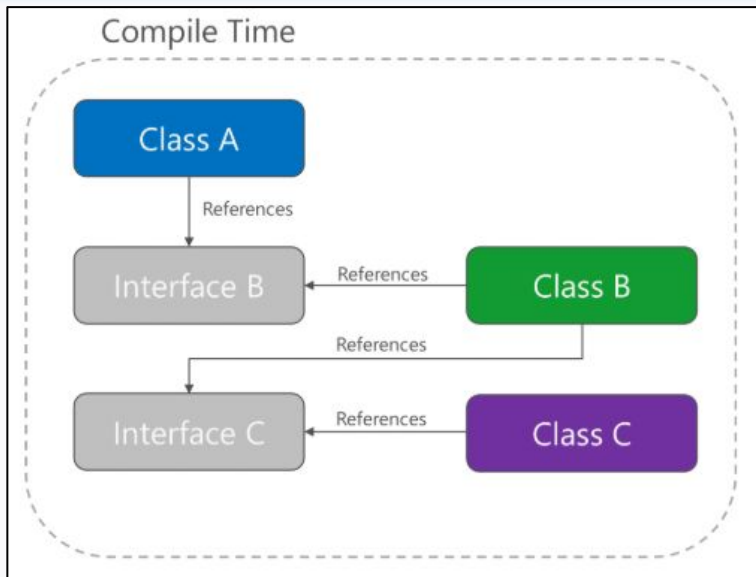 Compile Time
Class A
References
Interface B
References
Class B
References
Interface C
References
Class C